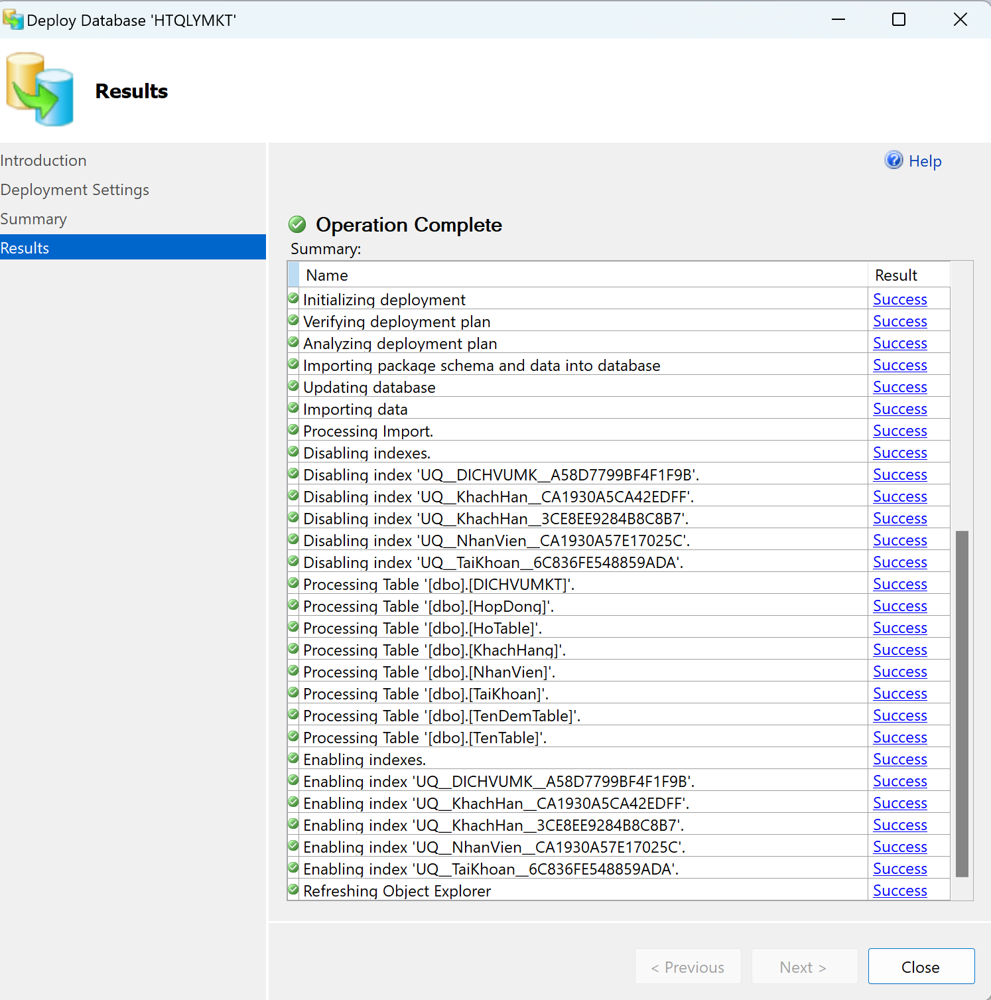 Deploy Database 'HTQLYMKT'
Results
Introduction
Deployment Settings
Summary
Results
Help
Operation Complete
Summary:
Name Result
Initializing deployment Success
Verifying deployment plan Success
Analyzing deployment plan Success
Importing package schema and data into database Success
Updating database Success
Importing data Success
Processing Import. Success
Disabling indexes. Success
Disabling index 'UQ__DICHVUMK__A58D7799BF4F1F9B'. Success
Disabling index 'UQ__KhachHan__CA1930A5CA42EDFF'. Success
Disabling index 'UQ__KhachHan__3CE8EE9284B8C8B7'. Success
Disabling index 'UQ__NhanVien__CA1930A57E17025C'. Success
Disabling index 'UQ__TaiKhoan__6C836FE548859ADA'. Success
Processing Table '[dbo].[DICHVUMKT]'. Success
Processing Table '[dbo].[HopDong]'. Success
Processing Table '[dbo].[HoTable]'. Success
Processing Table '[dbo].[KhachHang]'. Success
Processing Table '[dbo].[NhanVien]'. Success
Processing Table '[dbo].[TaiKhoan]'. Success
Processing Table '[dbo].[TenDemTable]'. Success
Processing Table '[dbo].[TenTable]'. Success
Enabling indexes. Success
Enabling index 'UQ__DICHVUMK__A58D7799BF4F1F9B'. Success
Enabling index 'UQ__KhachHan__CA1930A5CA42EDFF'. Success
Enabling index 'UQ__KhachHan__3CE8EE9284B8C8B7'. Success
Enabling index 'UQ__NhanVien__CA1930A57E17025C'. Success
Enabling index 'UQ__TaiKhoan__6C836FE548859ADA'. Success
Refreshing Object Explorer Success
< Previous Next > Close